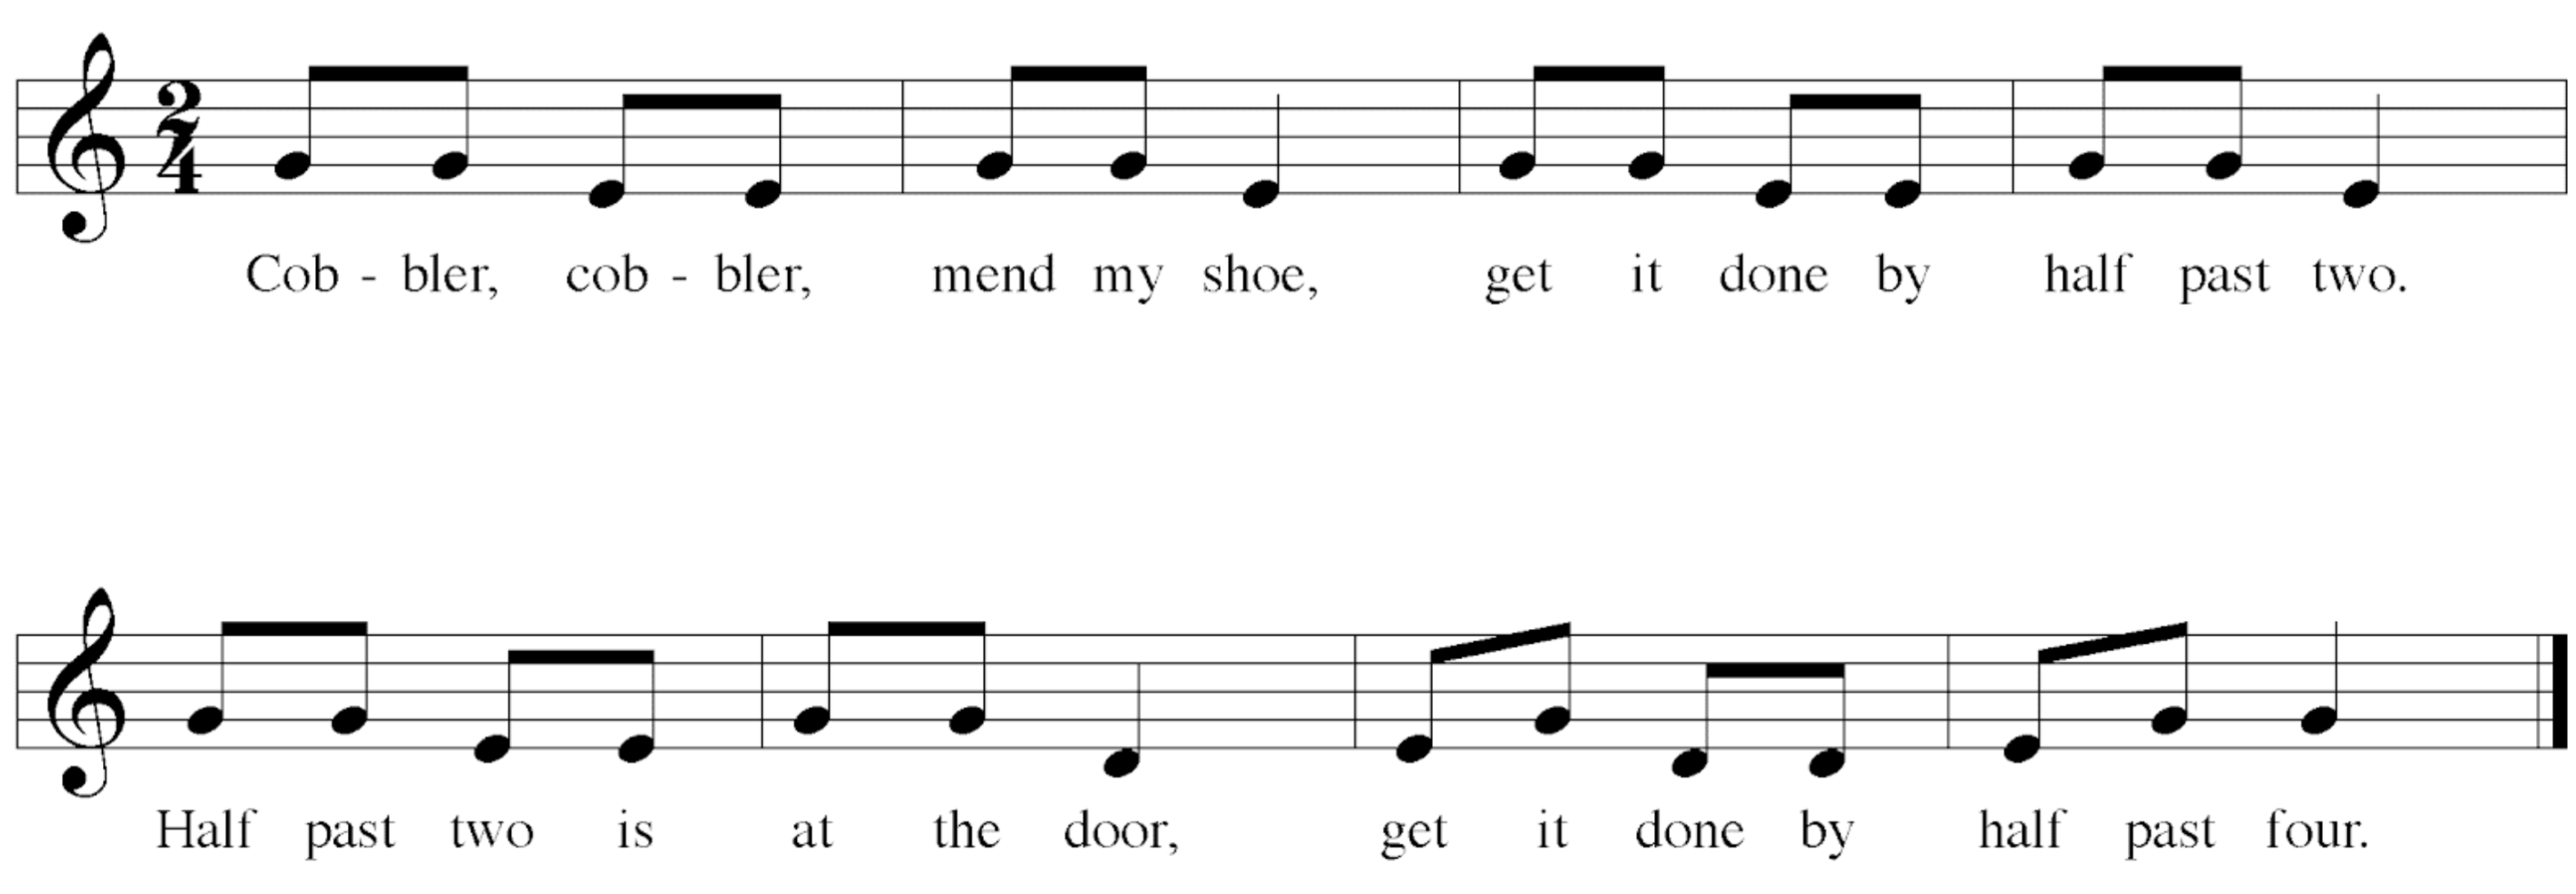 2
4
Cob - bler, cob - bler, mend my shoe, get it done by half past two.
Half past two is at the door, get it done by half past four.